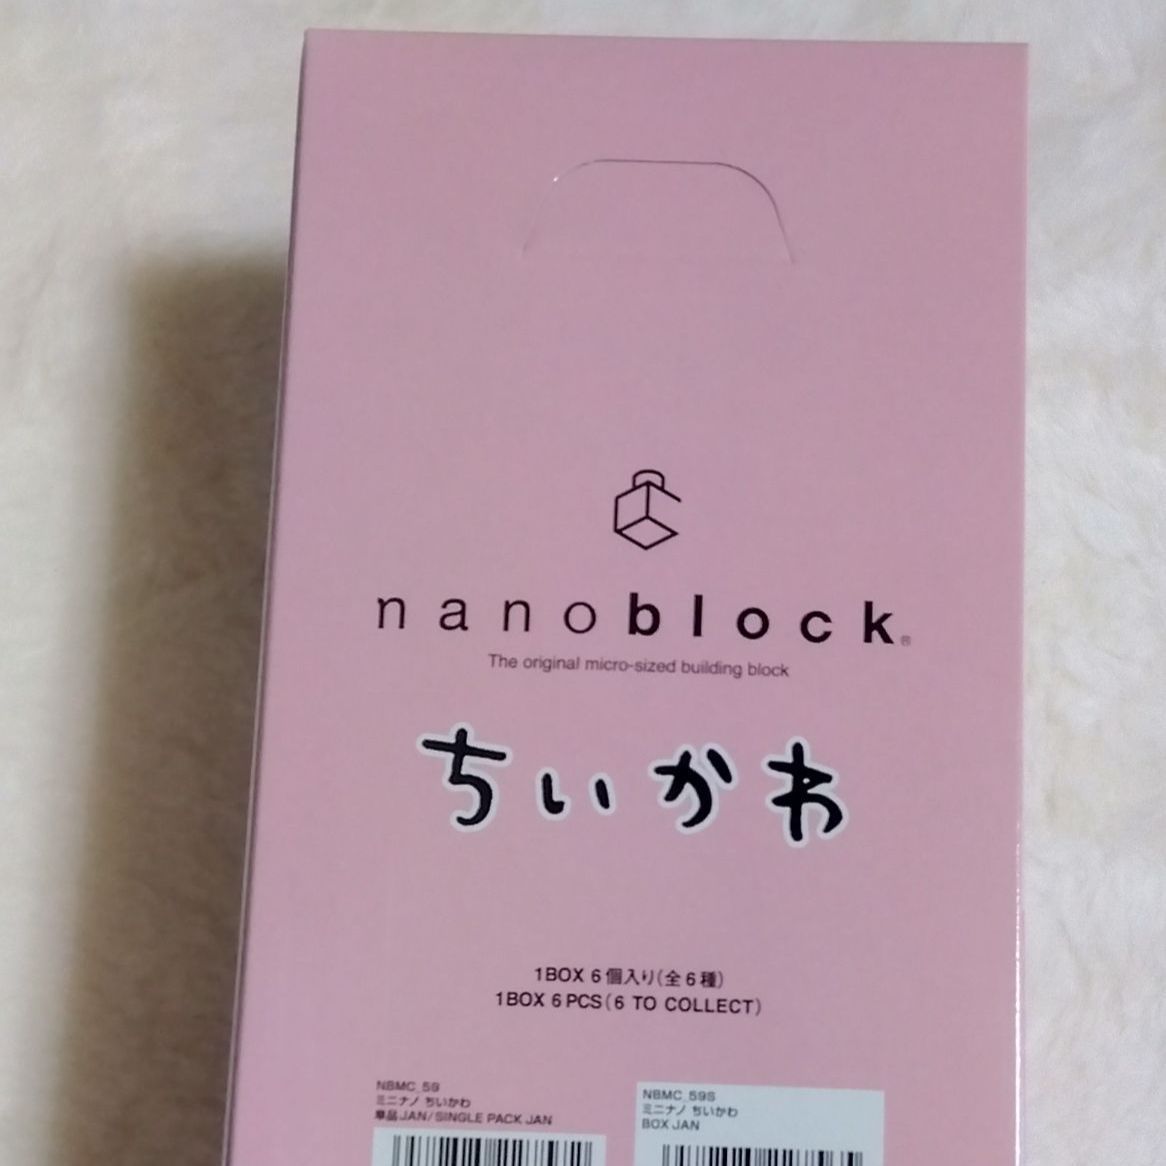 nanoblock®
The original micro-sized building block
ちいかわ
1BOX 6個入り(全6種)
1BOX 6PCS(6 TO COLLECT)
NBMC_59
ミニナノ ちいかわ
単品JAN/SINGLE PACK JAN
NBMC_59S
ミニナノ ちいかわ
BOX JAN